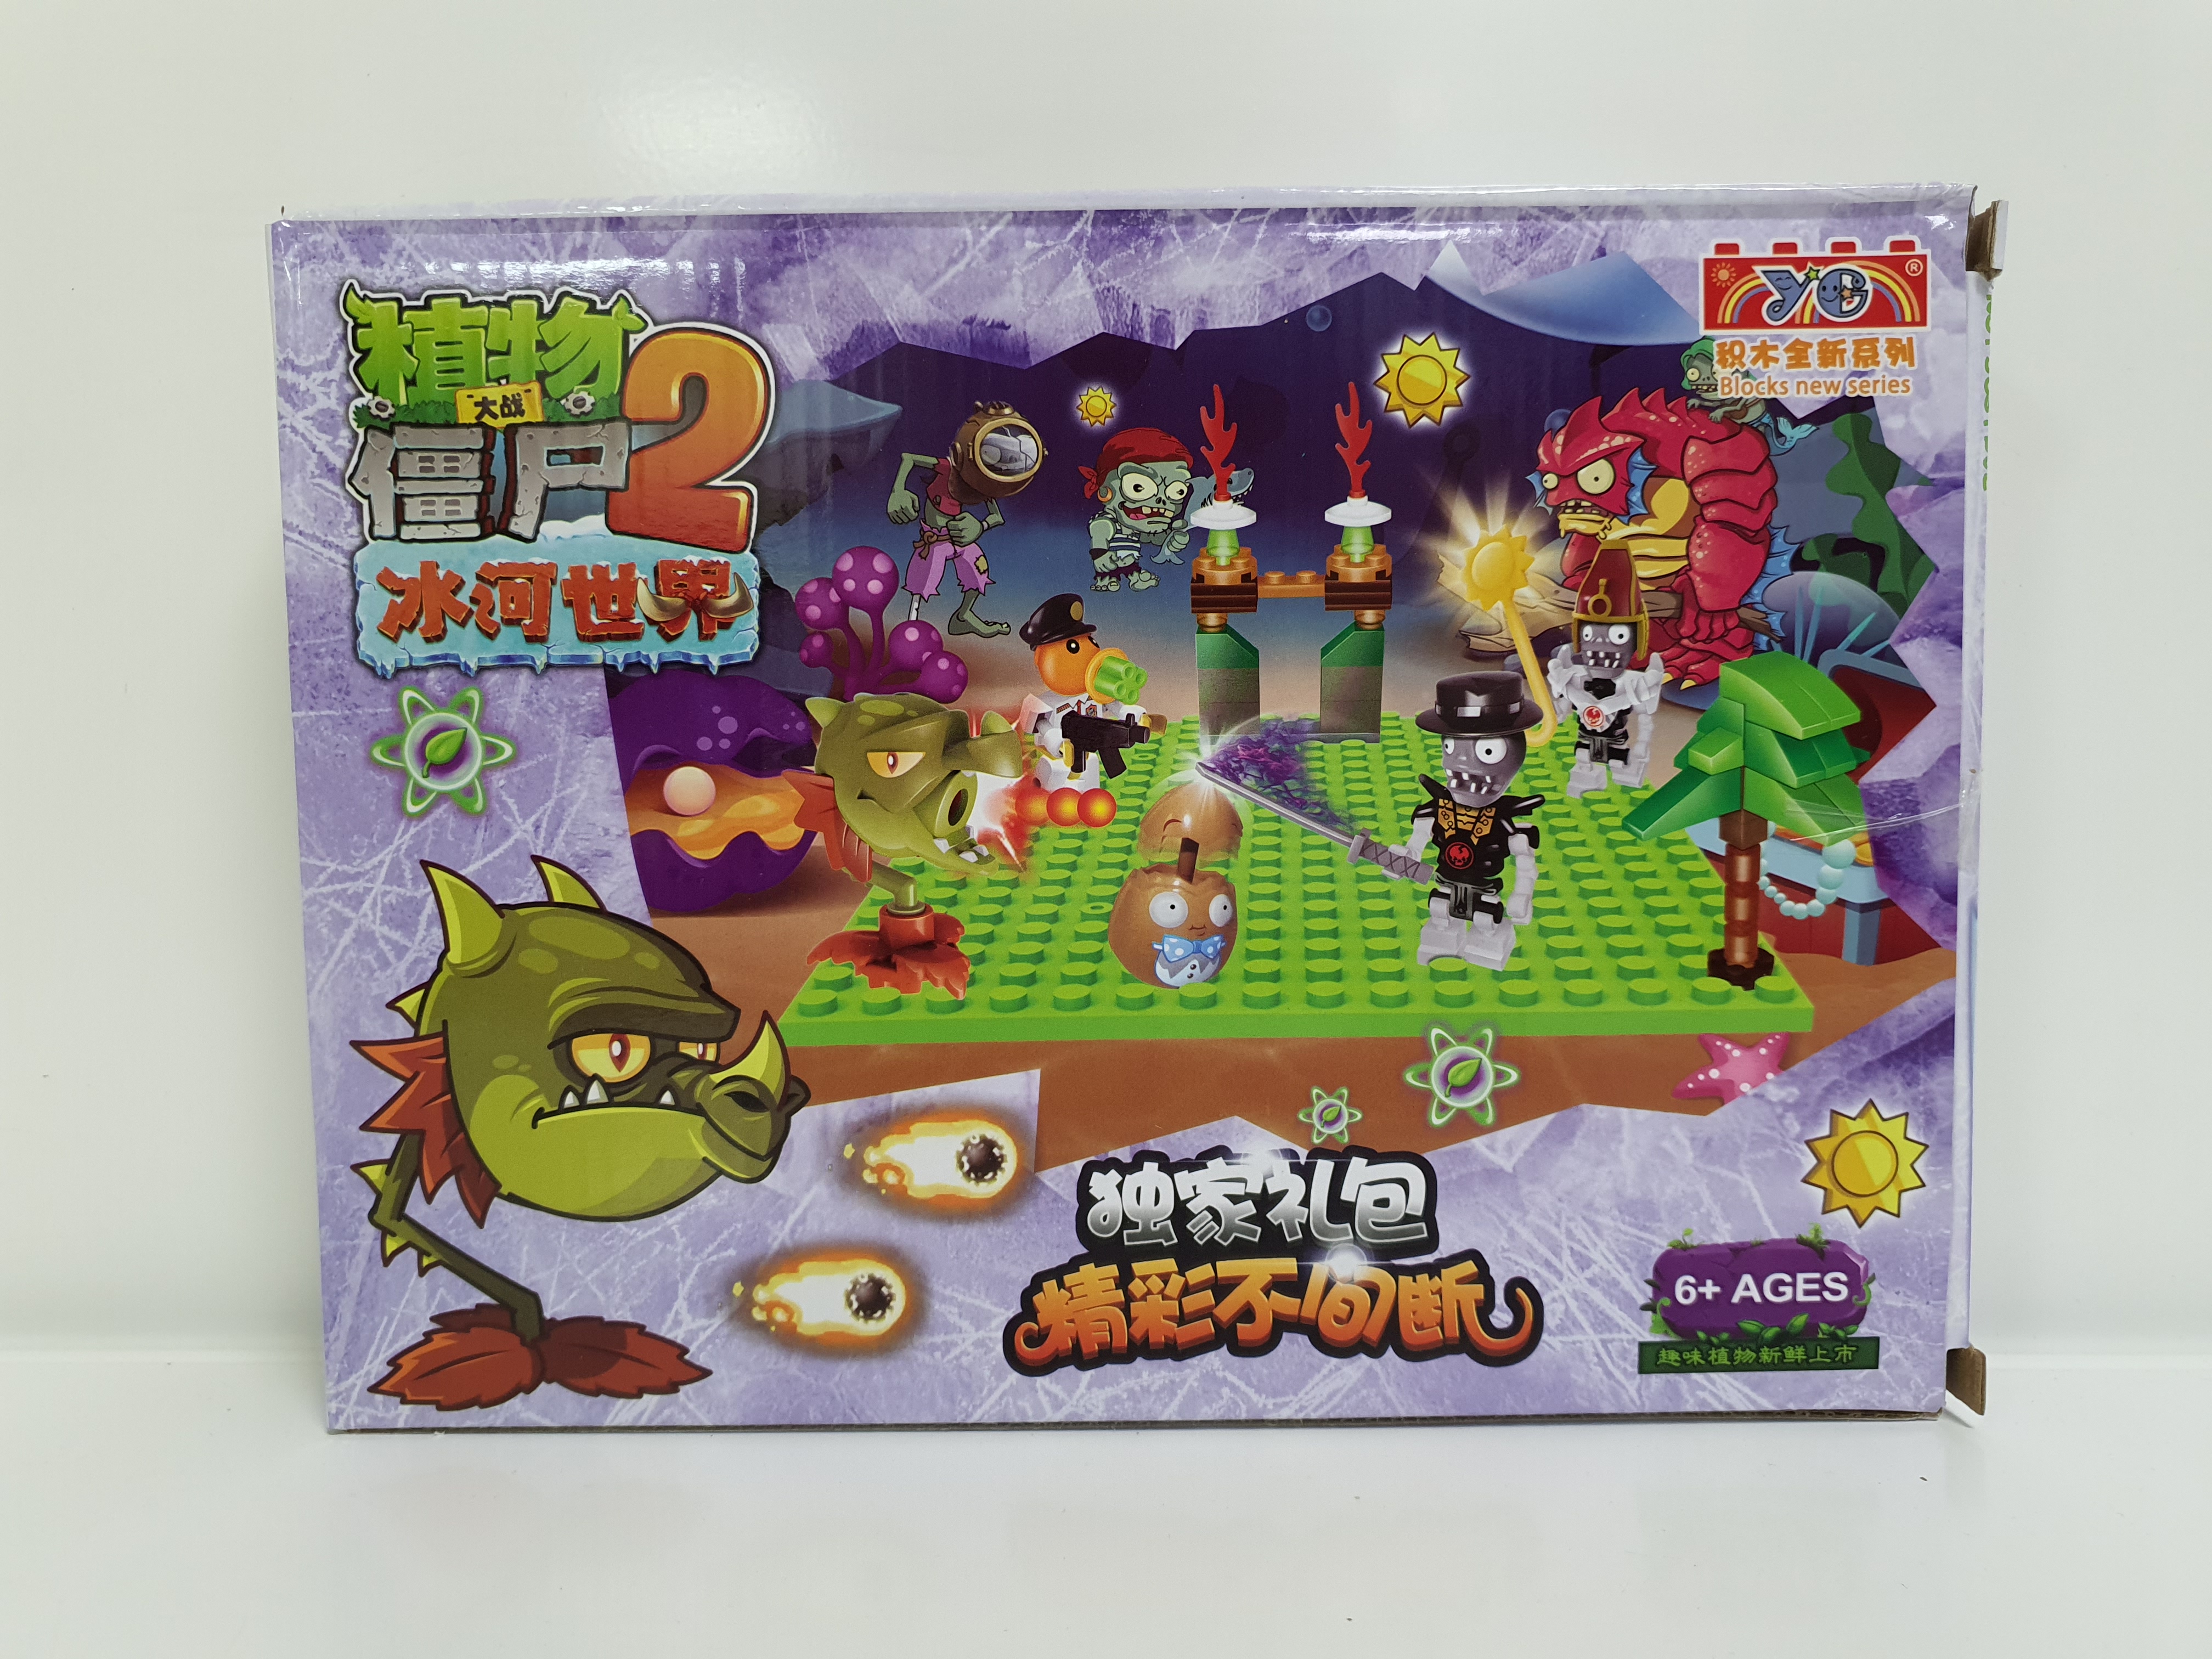 植物
大战
僵尸2
冰河世界
YG®
积木全新系列
Blocks new series
独家礼包
精彩不间断
6+ AGES
趣味植物新鲜上市